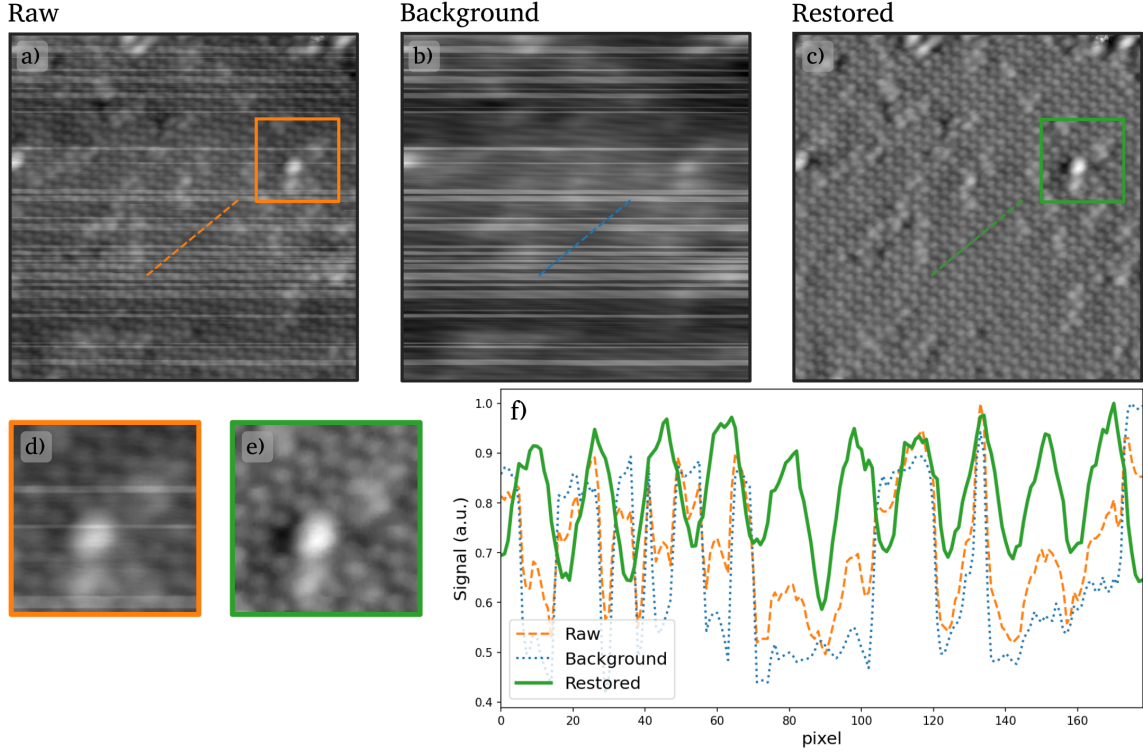 Raw
Background
Restored
a)
b)
c)
d)
e)
f)
1.0
0.9
0.8
0.7
0.6
0.5
0.4
Signal (a.u.)
Raw
Background
Restored
0
20
40
60
80
100
120
140
160
pixel